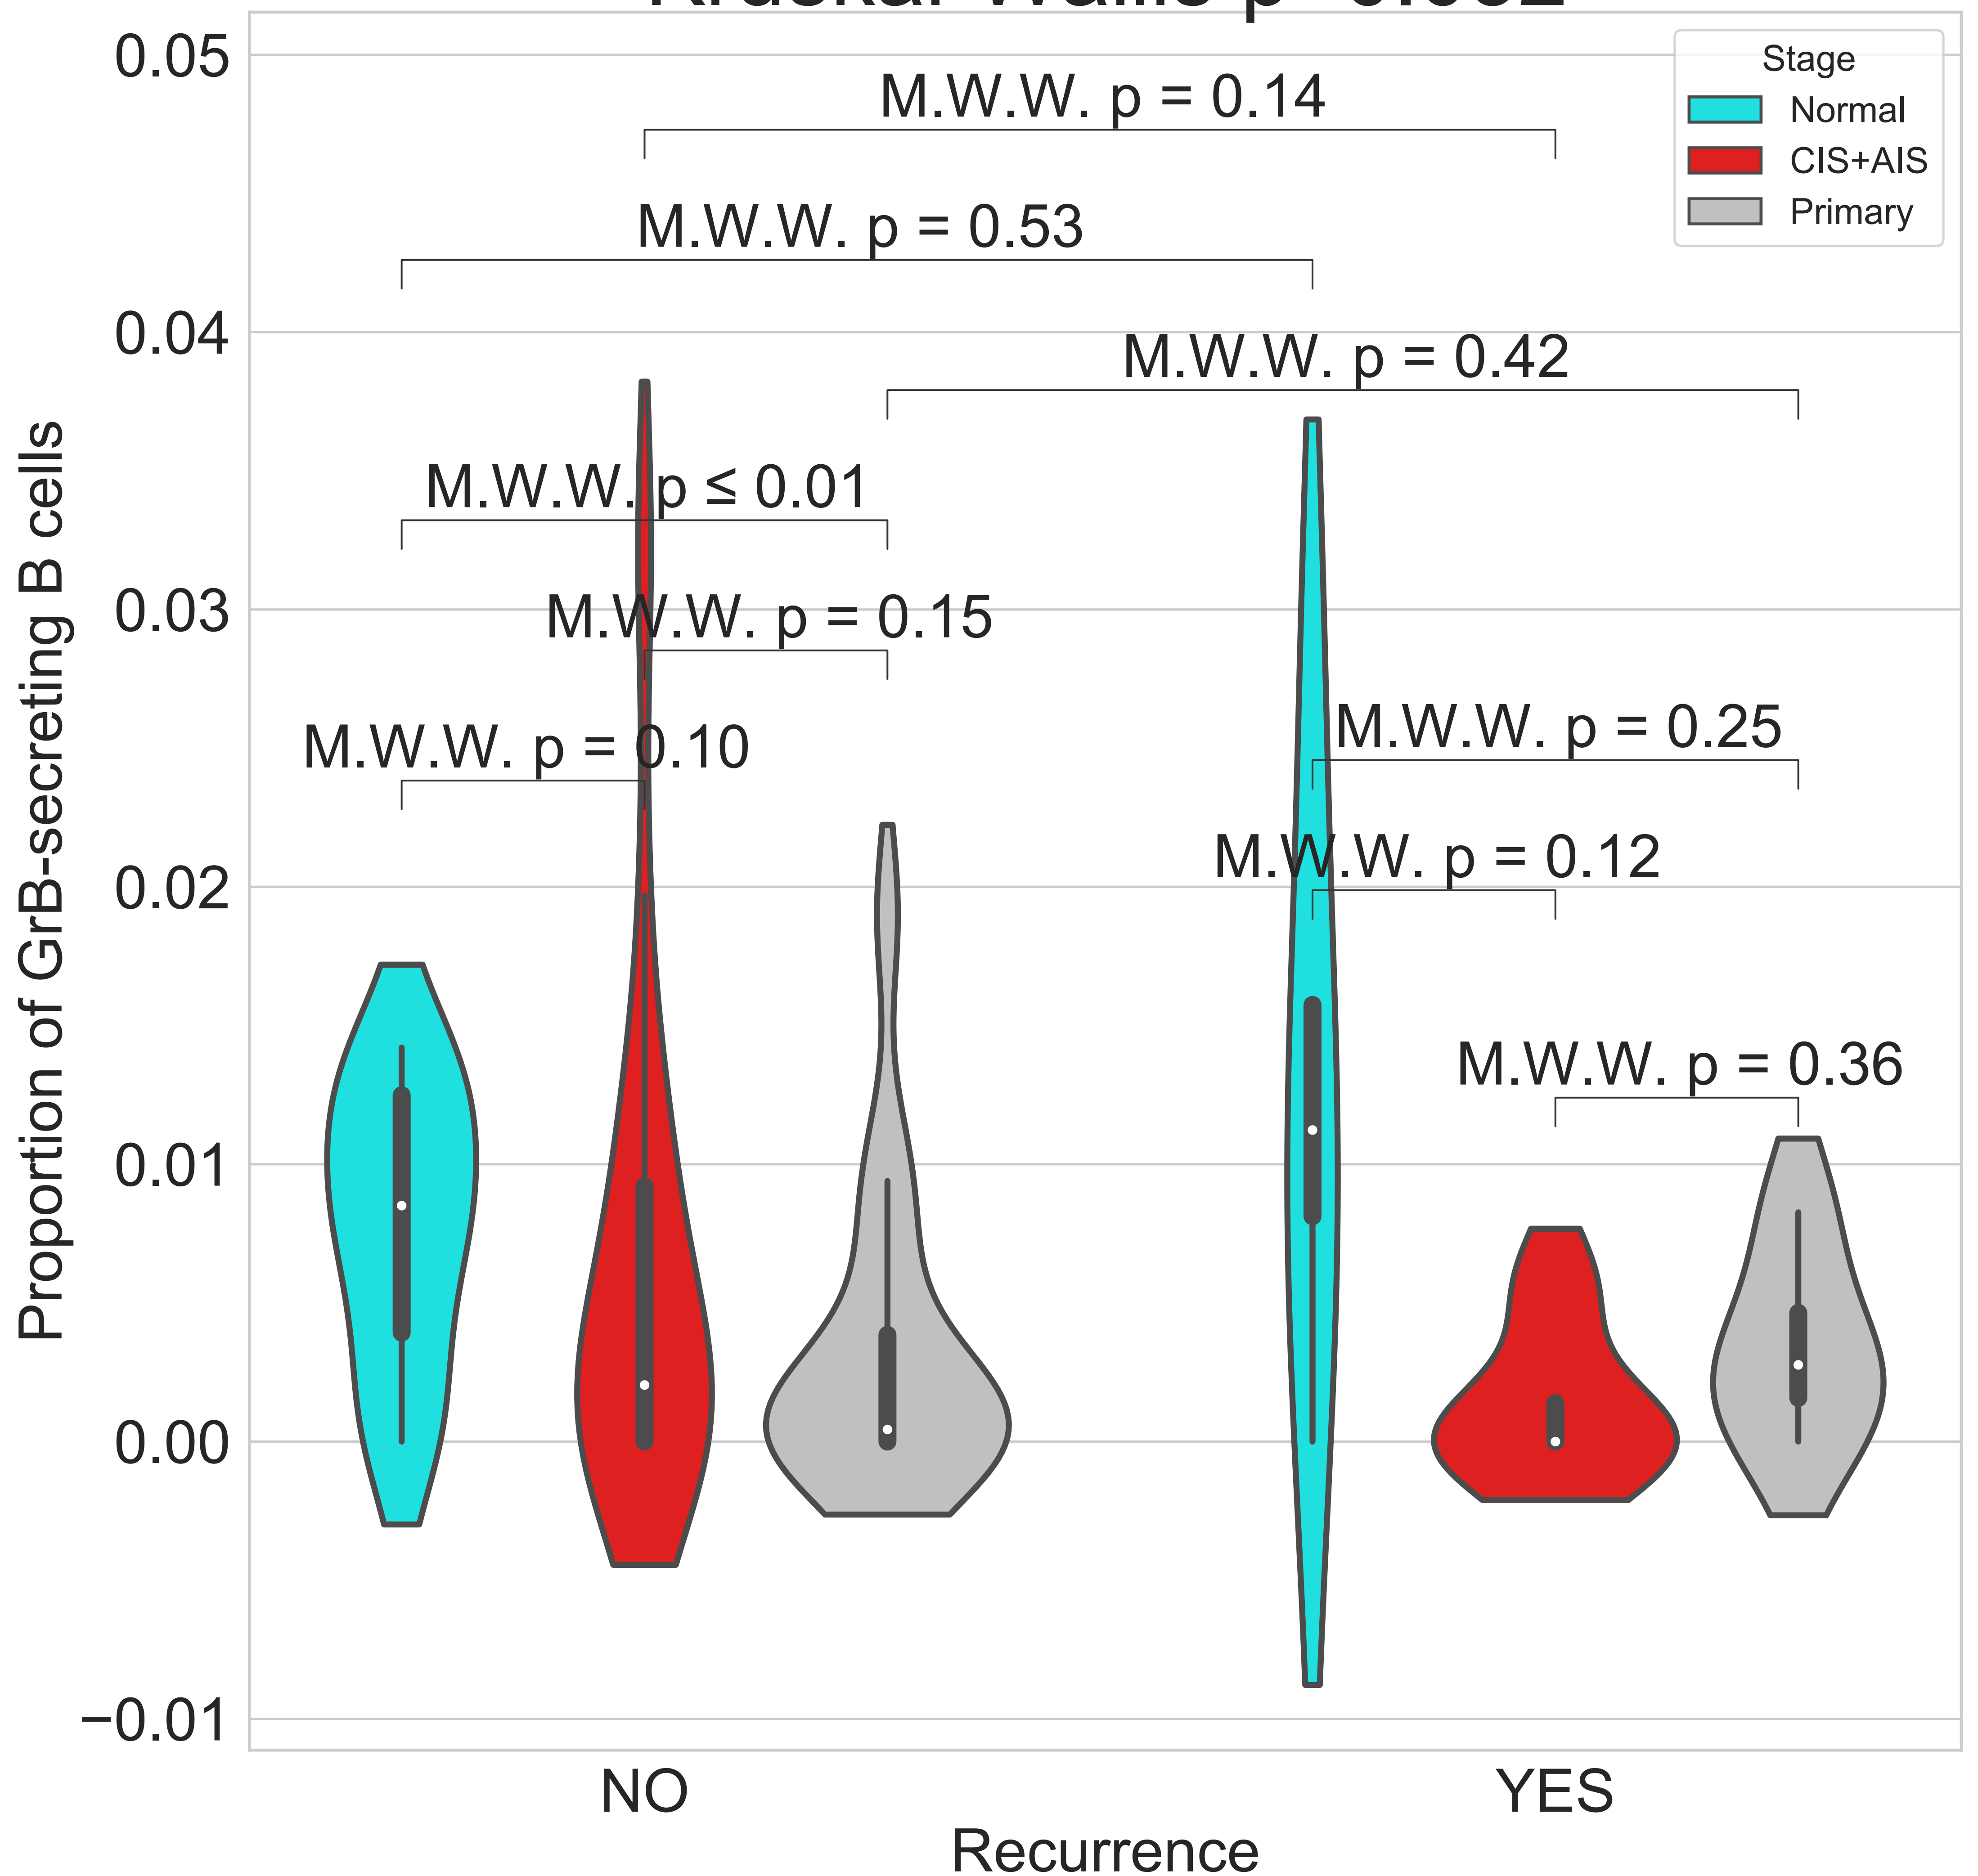 0.05
0.04
0.03
0.02
0.01
0.00
−0.01
Proportion of GrB-secreting B cells
Stage
Normal
CIS+AIS
Primary
M.W.W. p = 0.14
M.W.W. p = 0.53
M.W.W. p = 0.42
M.W.W. p ≤ 0.01
M.W.W. p = 0.15
M.W.W. p = 0.10
M.W.W. p = 0.25
M.W.W. p = 0.12
M.W.W. p = 0.36
NO
YES
Recurrence